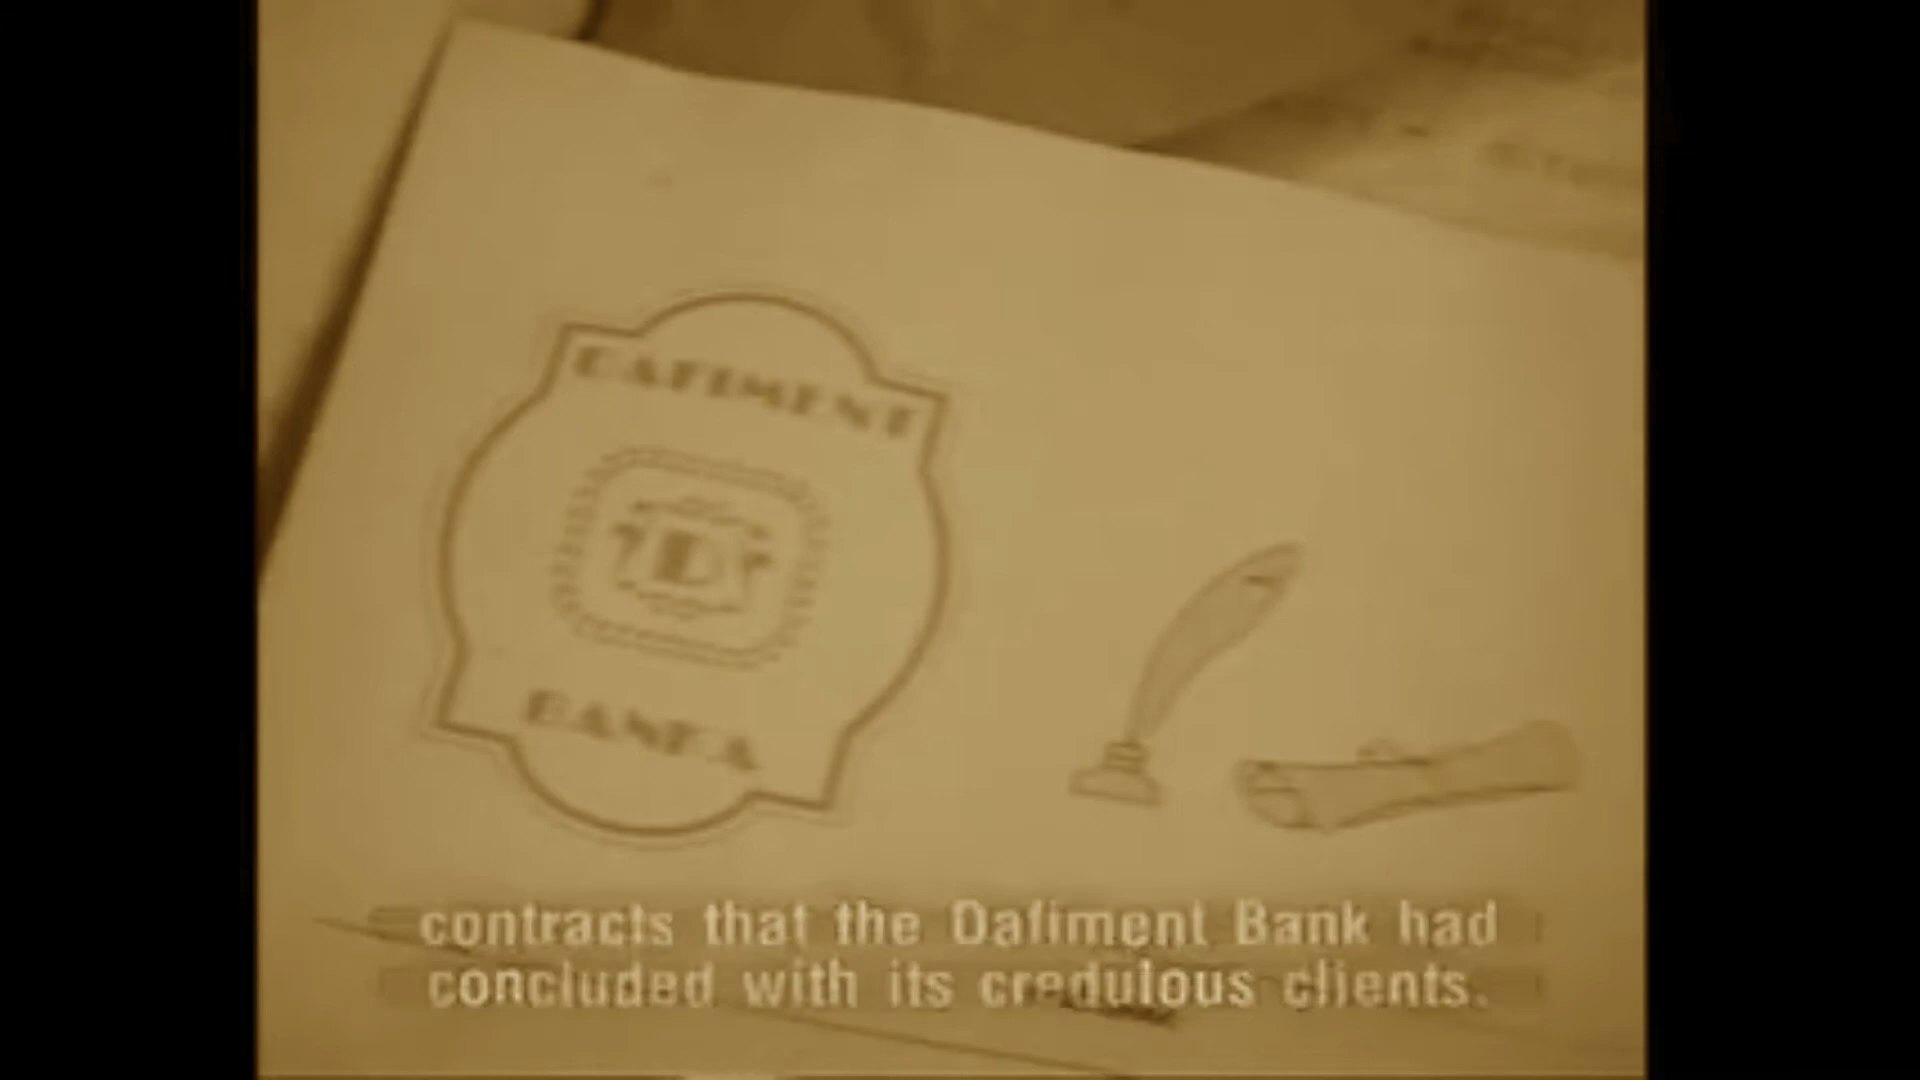 DAFIMENT
D
BANKA
contracts that the Dafiment Bank had
concluded with its credulous clients.